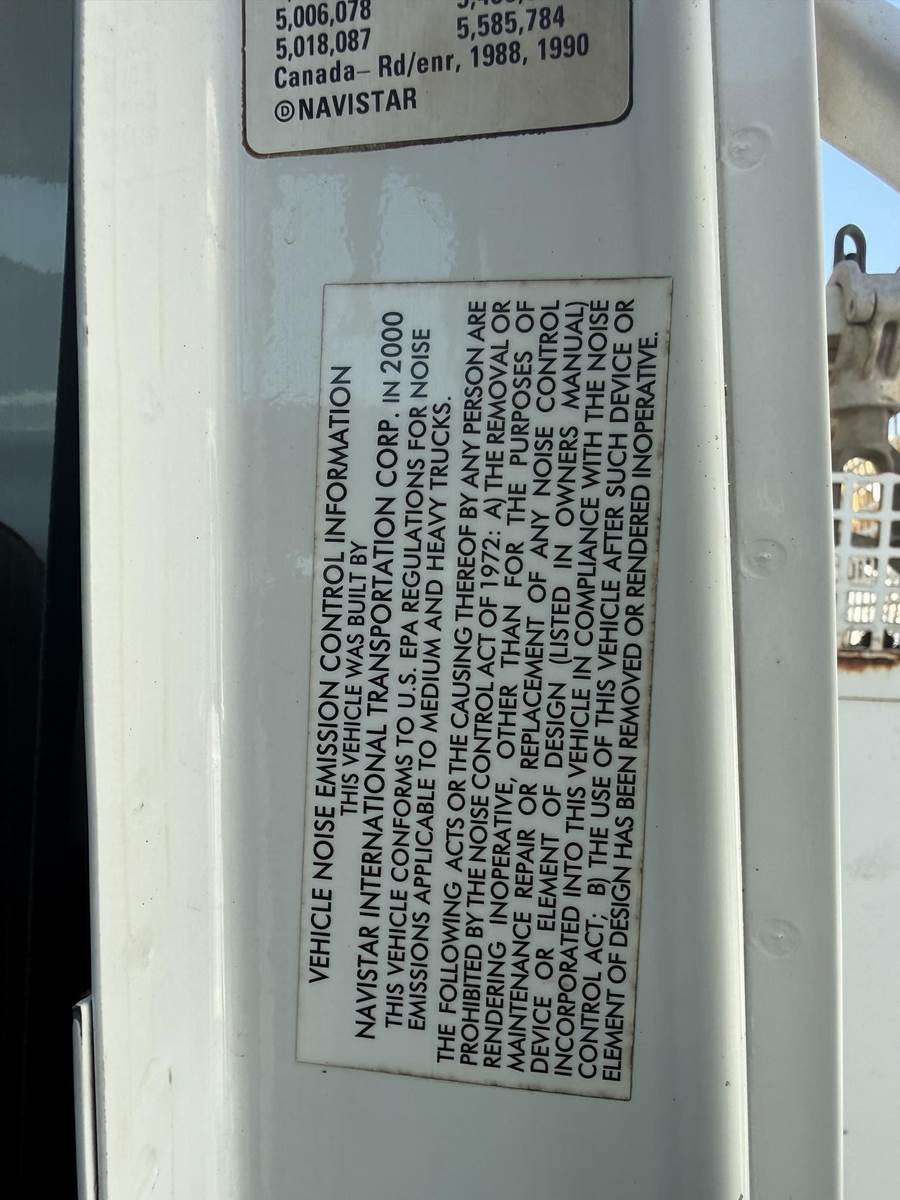 5,006,078
5,585,784
5,018,087
Canada– Rd/enr, 1988, 1990
ⒹNAVISTAR
VEHICLE NOISE EMISSION CONTROL INFORMATION
THIS VEHICLE WAS BUILT BY
NAVISTAR INTERNATIONAL TRANSPORTATION CORP. IN 2000
THIS VEHICLE CONFORMS TO U.S. EPA REGULATIONS FOR NOISE
EMISSIONS APPLICABLE TO MEDIUM AND HEAVY TRUCKS.
THE FOLLOWING ACTS OR THE CAUSING THEREOF BY ANY PERSON ARE
PROHIBITED BY THE NOISE CONTROL ACT OF 1972: A) THE REMOVAL OR
RENDERING INOPERATIVE, OTHER THAN FOR THE PURPOSES OF
MAINTENANCE REPAIR OR REPLACEMENT OF ANY NOISE CONTROL
DEVICE OR ELEMENT OF DESIGN (LISTED IN OWNERS MANUAL)
INCORPORATED INTO THIS VEHICLE IN COMPLIANCE WITH THE NOISE
CONTROL ACT; B) THE USE OF THIS VEHICLE AFTER SUCH DEVICE OR
ELEMENT OF DESIGN HAS BEEN REMOVED OR RENDERED INOPERATIVE.